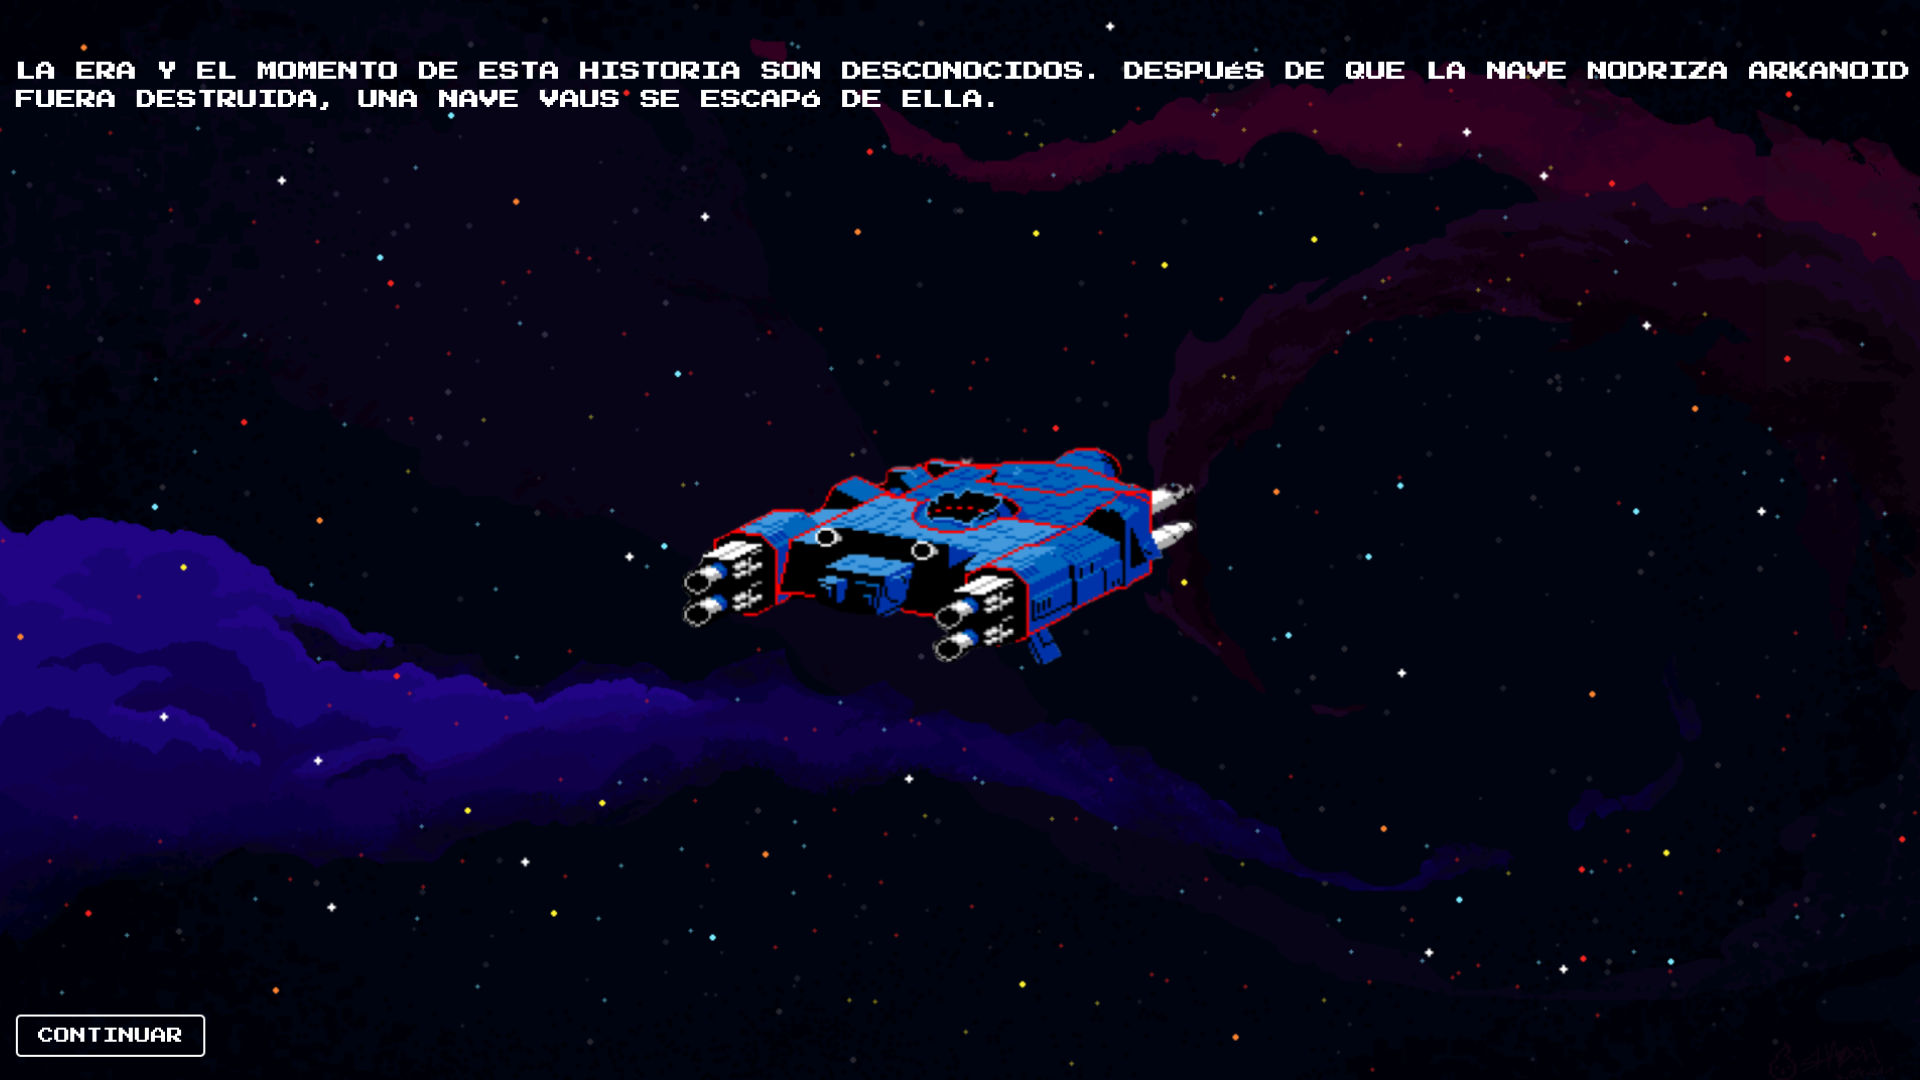 LA ERA Y EL MOMENTO DE ESTA HISTORIA SON DESCONOCIDOS. DESPUéS DE QUE LA NAVE NODRIZA ARKANOID
FUERA DESTRUIDA, UNA NAVE VAUS SE ESCAPó DE ELLA.
CONTINUAR